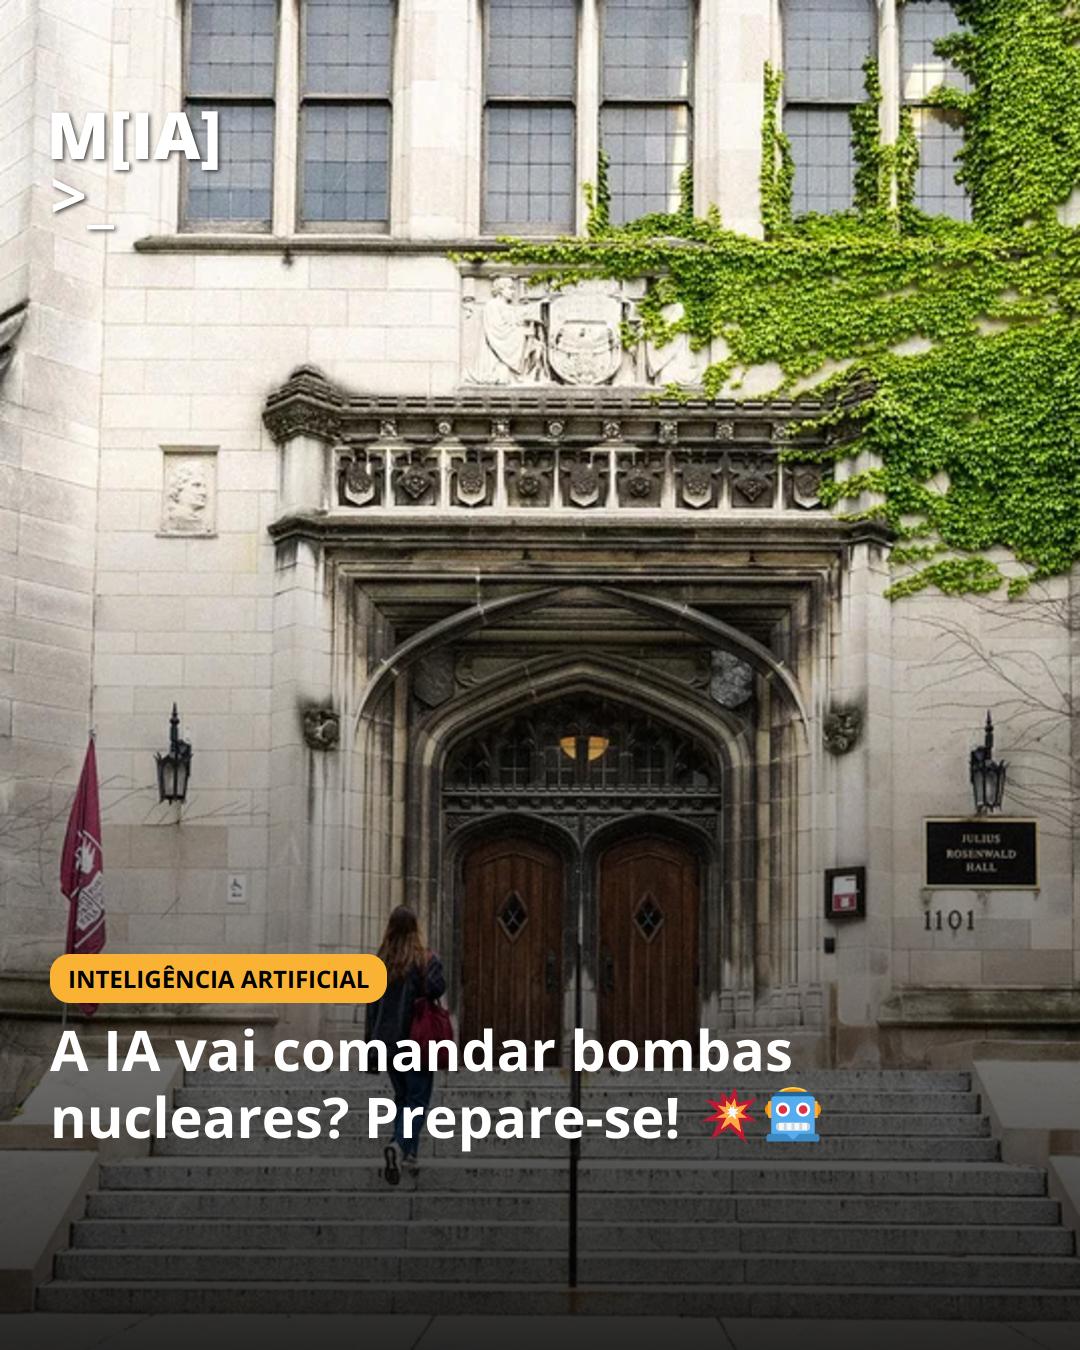 M[IA]
>_
JULIUS
ROSENWALD
HALL
1101
INTELIGÊNCIA ARTIFICIAL
A IA vai comandar bombas
nucleares? Prepare-se! 💥🤖